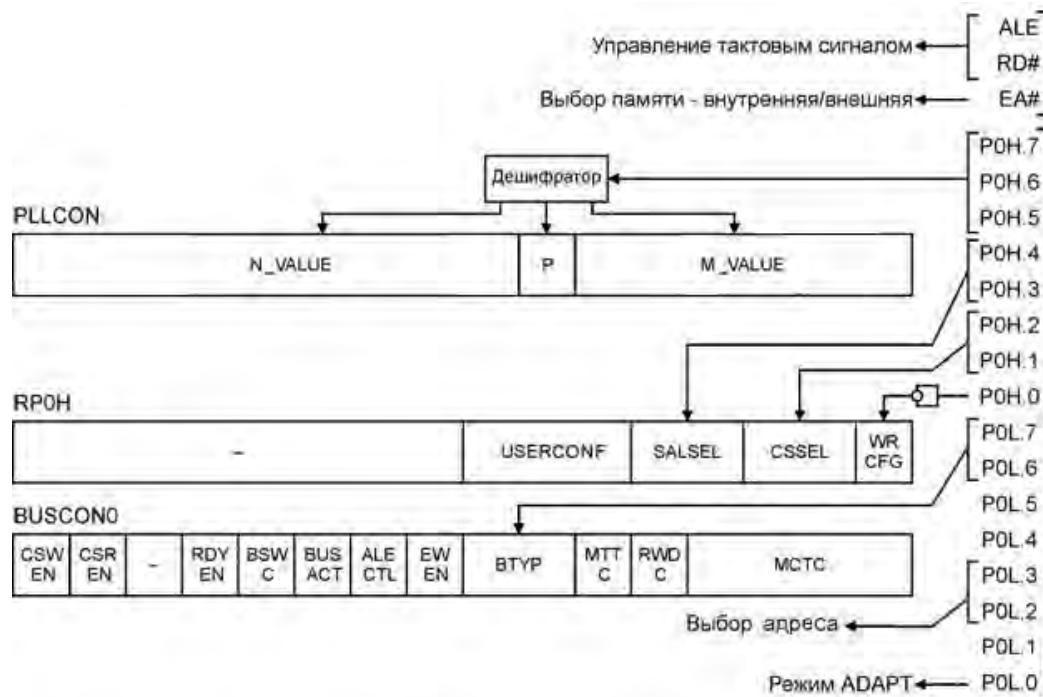 ALE
Управление тактовым сигналом
RD#
Выбор памяти - внутренняя/внешняя
EA#
P0H.7
Дешифратор
P0H.6
PLLCON
P0H.5
N_VALUE
P
M_VALUE
P0H.4
P0H.3
P0H.2
P0H.1
RP0H
P0H.0
–
USERCONF
SALSEL
CSSEL
WR CFG
P0L.7
P0L.6
BUSCON0
P0L.5
CSW EN
CSR EN
-
RDY EN
BSW C
BUS ACT
ALE CTL
EW EN
BTYP
MTT C
RWD C
MCTC
P0L.4
P0L.3
Выбор адреса
P0L.2
P0L.1
Режим ADAPT
P0L.0